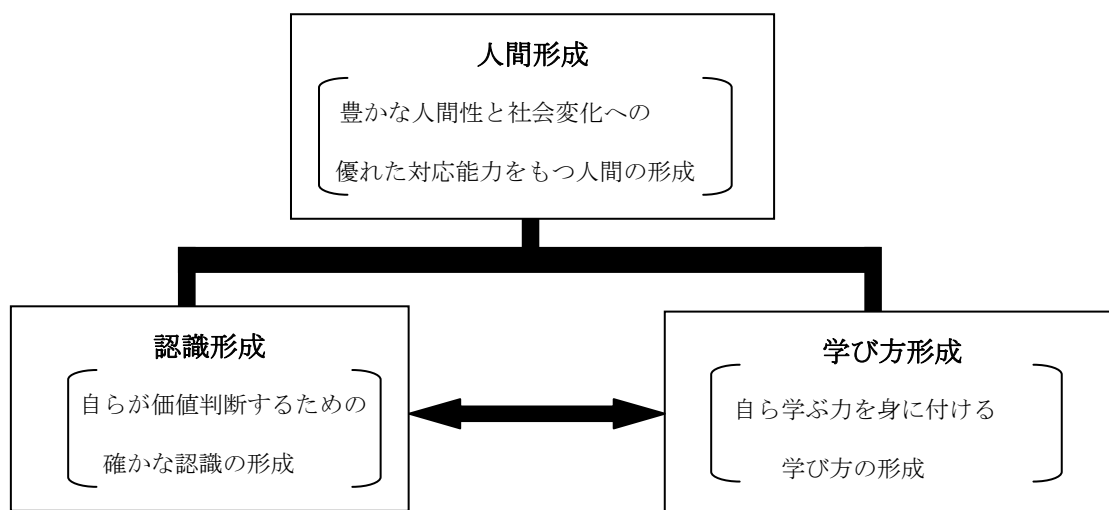 人間形成
豊かな人間性と社会変化への
優れた対応能力をもつ人間の形成
認識形成
自らが価値判断するための
確かな認識の形成
学び方形成
自ら学ぶ力を身に付ける
学び方の形成